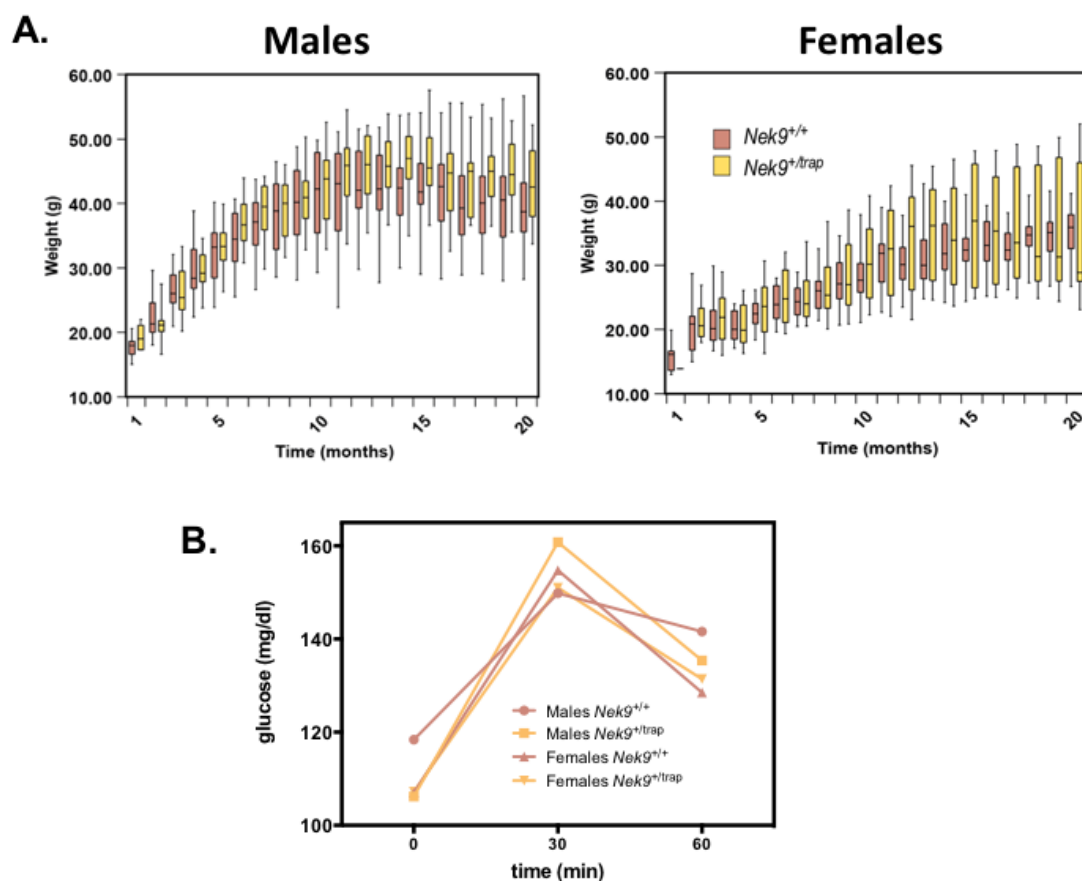 A.
Males
Females
Weight (g)
60.00
50.00
40.00
30.00
20.00
10.00
1
5
10
15
20
Time (months)
Weight (g)
60.00
50.00
40.00
30.00
20.00
10.00
Nek9+/+
Nek9+/trap
1
5
10
15
20
Time (months)
B.
glucose (mg/dl)
160
140
120
100
Males Nek9+/+
Males Nek9+/trap
Females Nek9+/+
Females Nek9+/trap
0
30
60
time (min)